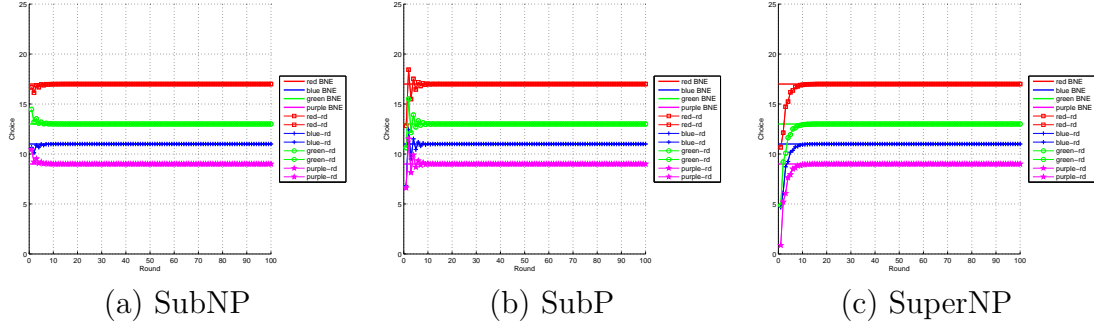 25
20
15
10
5
0
Choice
0 10 20 30 40 50 60 70 80 90 100
Round
red BNE
blue BNE
green BNE
purple BNE
red-rd
red-rd
blue-rd
green-rd
green-rd
purple-rd
purple-rd
(a) SubNP
25
20
15
10
5
0
Choice
0 10 20 30 40 50 60 70 80 90 100
Round
red BNE
blue BNE
green BNE
purple BNE
red-rd
red-rd
blue-rd
green-rd
green-rd
purple-rd
purple-rd
(b) SubP
25
20
15
10
5
0
Choice
0 10 20 30 40 50 60 70 80 90 100
Round
red BNE
blue BNE
green BNE
purple BNE
red-rd
red-rd
blue-rd
green-rd
green-rd
purple-rd
purple-rd
(c) SuperNP